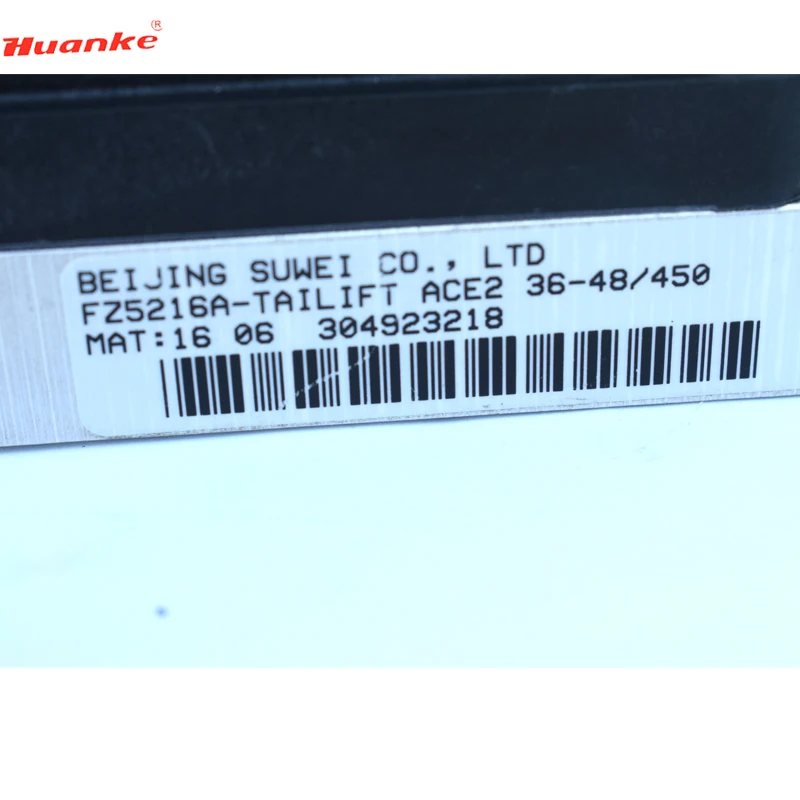 Huanke®
BEIJING SUWEI CO., LTD
FZ5216A-TAILIFT ACE2 36-48/450
MAT:16 06 304923218